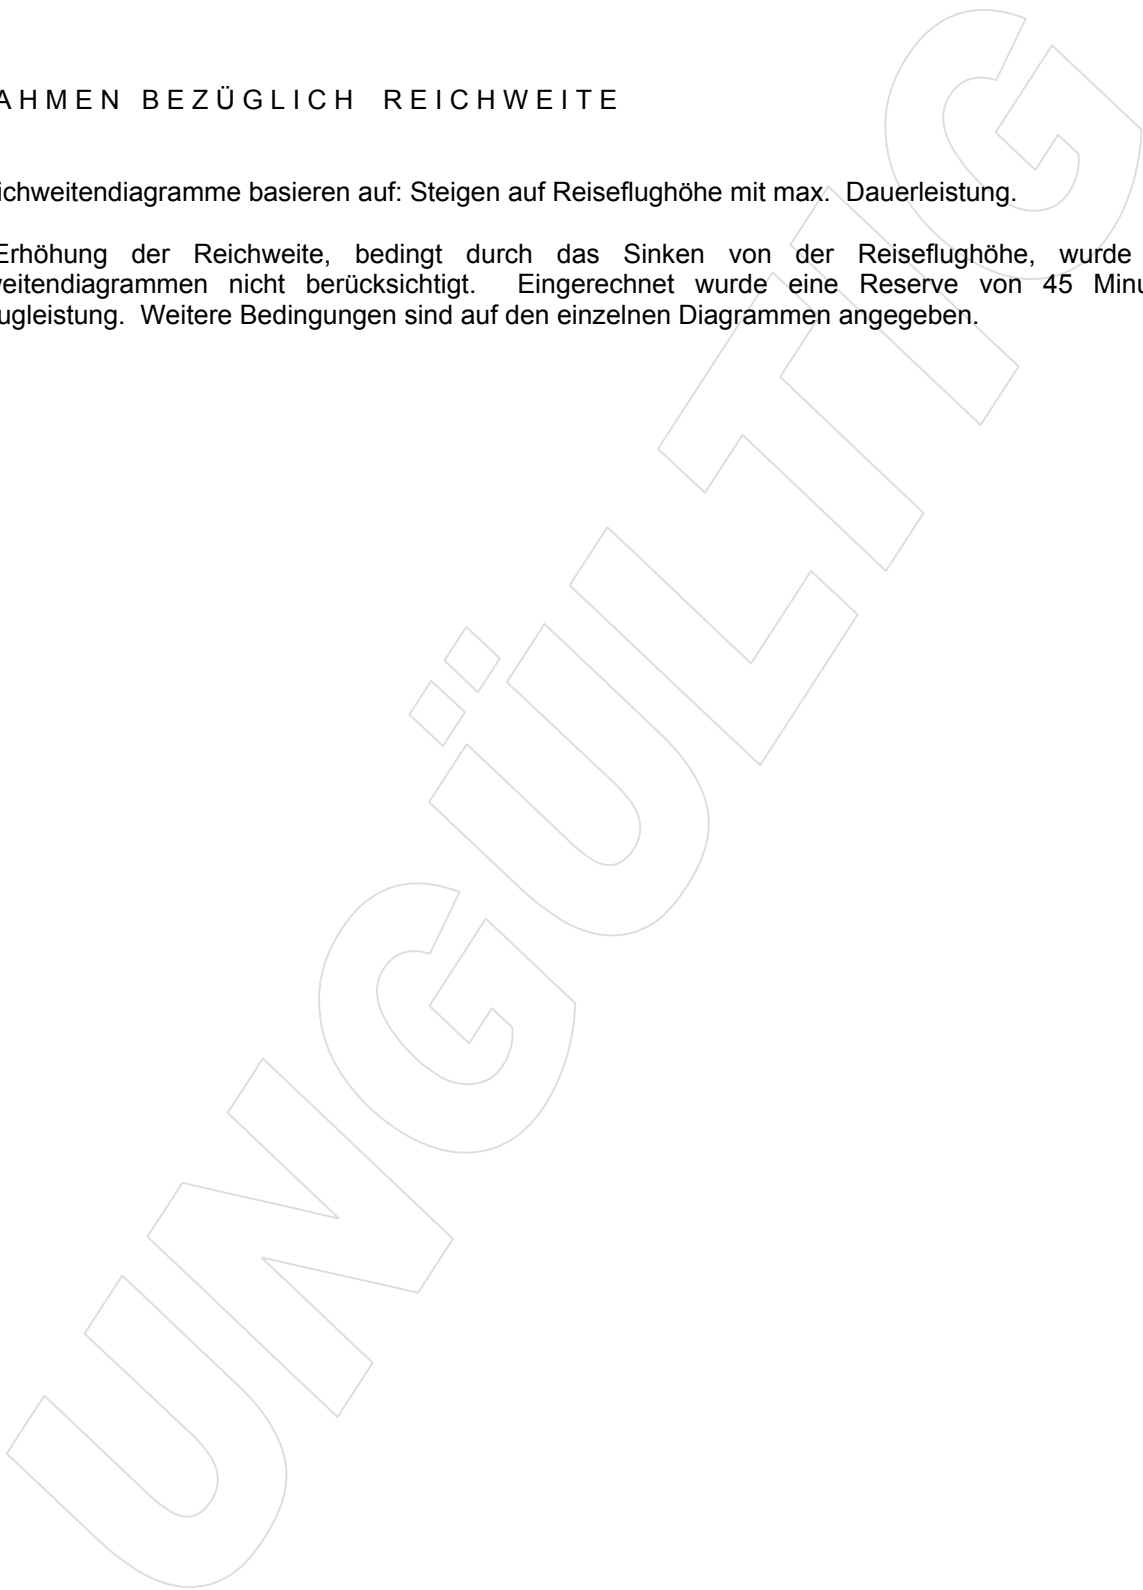 AHMEN BEZÜGLICH REICHWEITE
ichweitendiagramme basieren auf: Steigen auf Reiseflughöhe mit max. Dauerleistung.
Erhöhung der Reichweite, bedingt durch das Sinken von der Reiseflughöhe, wurde
weitendiagrammen nicht berücksichtigt. Eingerechnet wurde eine Reserve von 45 Minu
ugleistung. Weitere Bedingungen sind auf den einzelnen Diagrammen angegeben.
UNGÜLTIG